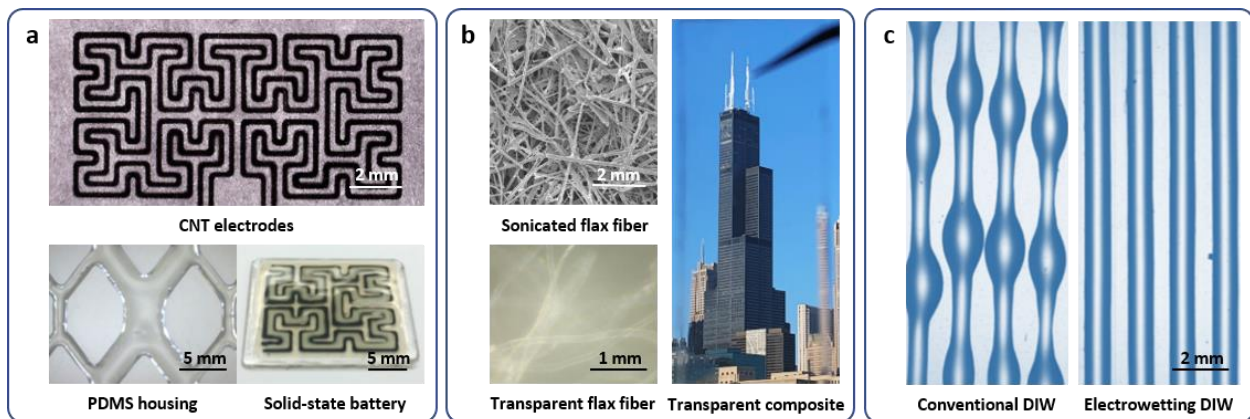 a
2 mm
CNT electrodes
5 mm
5 mm
PDMS housing
Solid-state battery
b
2 mm
Sonicated flax fiber
1 mm
Transparent flax fiber
Transparent composite
c
2 mm
Conventional DIW
Electrowetting DIW